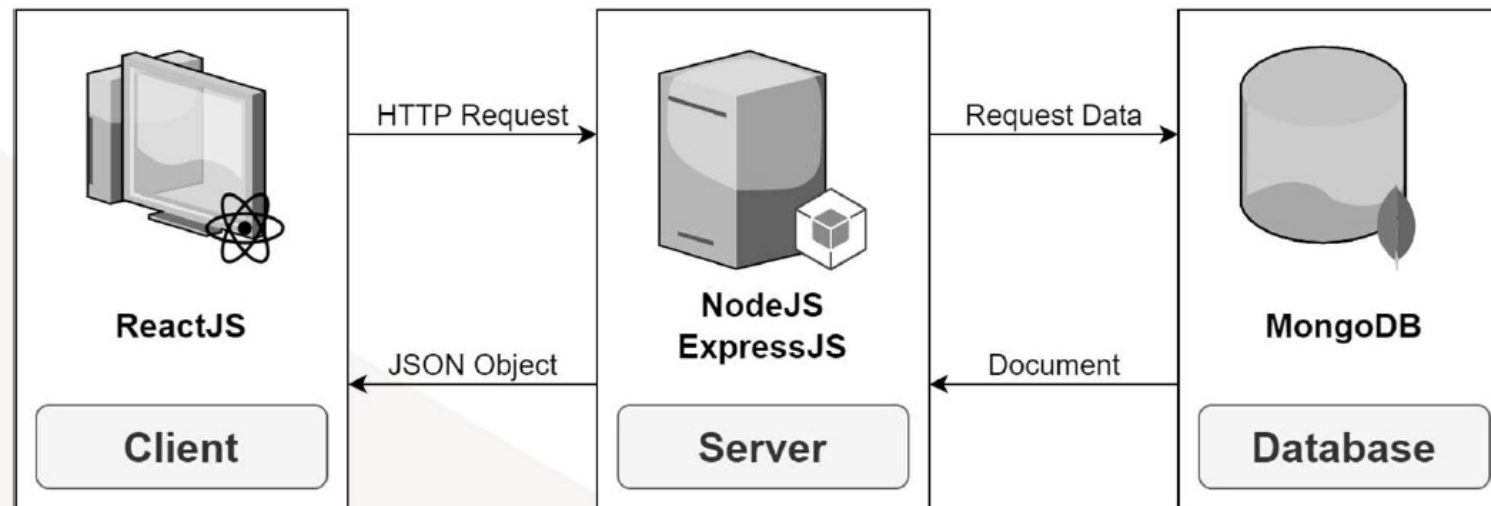 HTTP Request
Request Data
ReactJS
NodeJS
ExpressJS
MongoDB
JSON Object
Document
Client
Server
Database